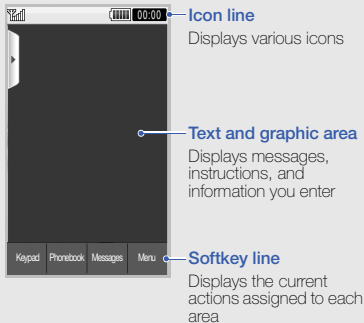 00:00
Icon line
Displays various icons
Text and graphic area
Displays messages,
instructions, and
information you enter
Keypad Phonebook Messages Menu
Softkey line
Displays the current
actions assigned to each
area